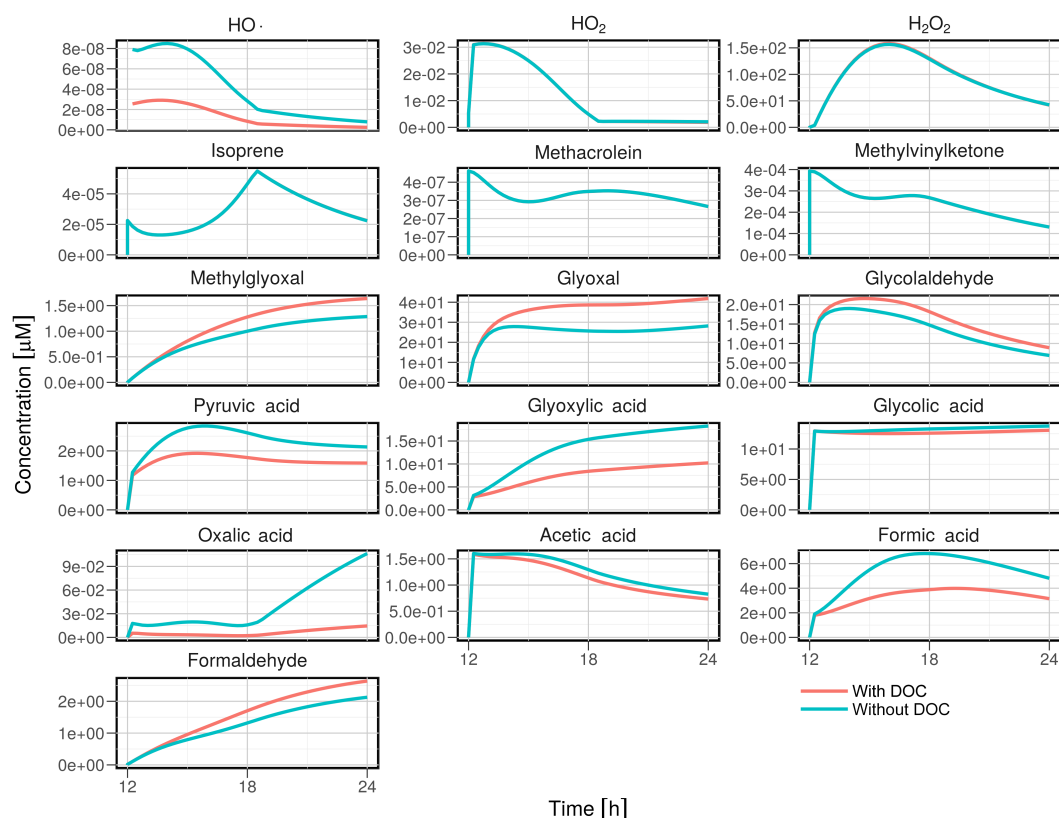 HO· HO₂ H₂O₂
8e-08
6e-08
4e-08
2e-08
0e+00
3e-02
2e-02
1e-02
0e+00
1.5e+02
1.0e+02
5.0e+01
0.0e+00
Isoprene Methacrolein Methylvinylketone
4e-05
2e-05
0e+00
4e-07
3e-07
2e-07
1e-07
0e+00
4e-04
3e-04
2e-04
1e-04
0e+00
Methylglyoxal Glyoxal Glycolaldehyde
1.5e+00
1.0e+00
5.0e-01
0.0e+00
4e+01
3e+01
2e+01
1e+01
0e+00
2.0e+01
1.5e+01
1.0e+01
5.0e+00
0.0e+00
Pyruvic acid Glyoxylic acid Glycolic acid
2e+00
1e+00
0e+00
1.5e+01
1.0e+01
5.0e+00
0.0e+00
1e+01
5e+00
0e+00
Oxalic acid Acetic acid Formic acid
9e-02
6e-02
3e-02
0e+00
1.5e+00
1.0e+00
5.0e-01
0.0e+00
6e+00
4e+00
2e+00
0e+00
12 18 24
12 18 24
Formaldehyde
2e+00
1e+00
0e+00
12 18 24
With DOC
Without DOC
Concentration [µM]
Time [h]